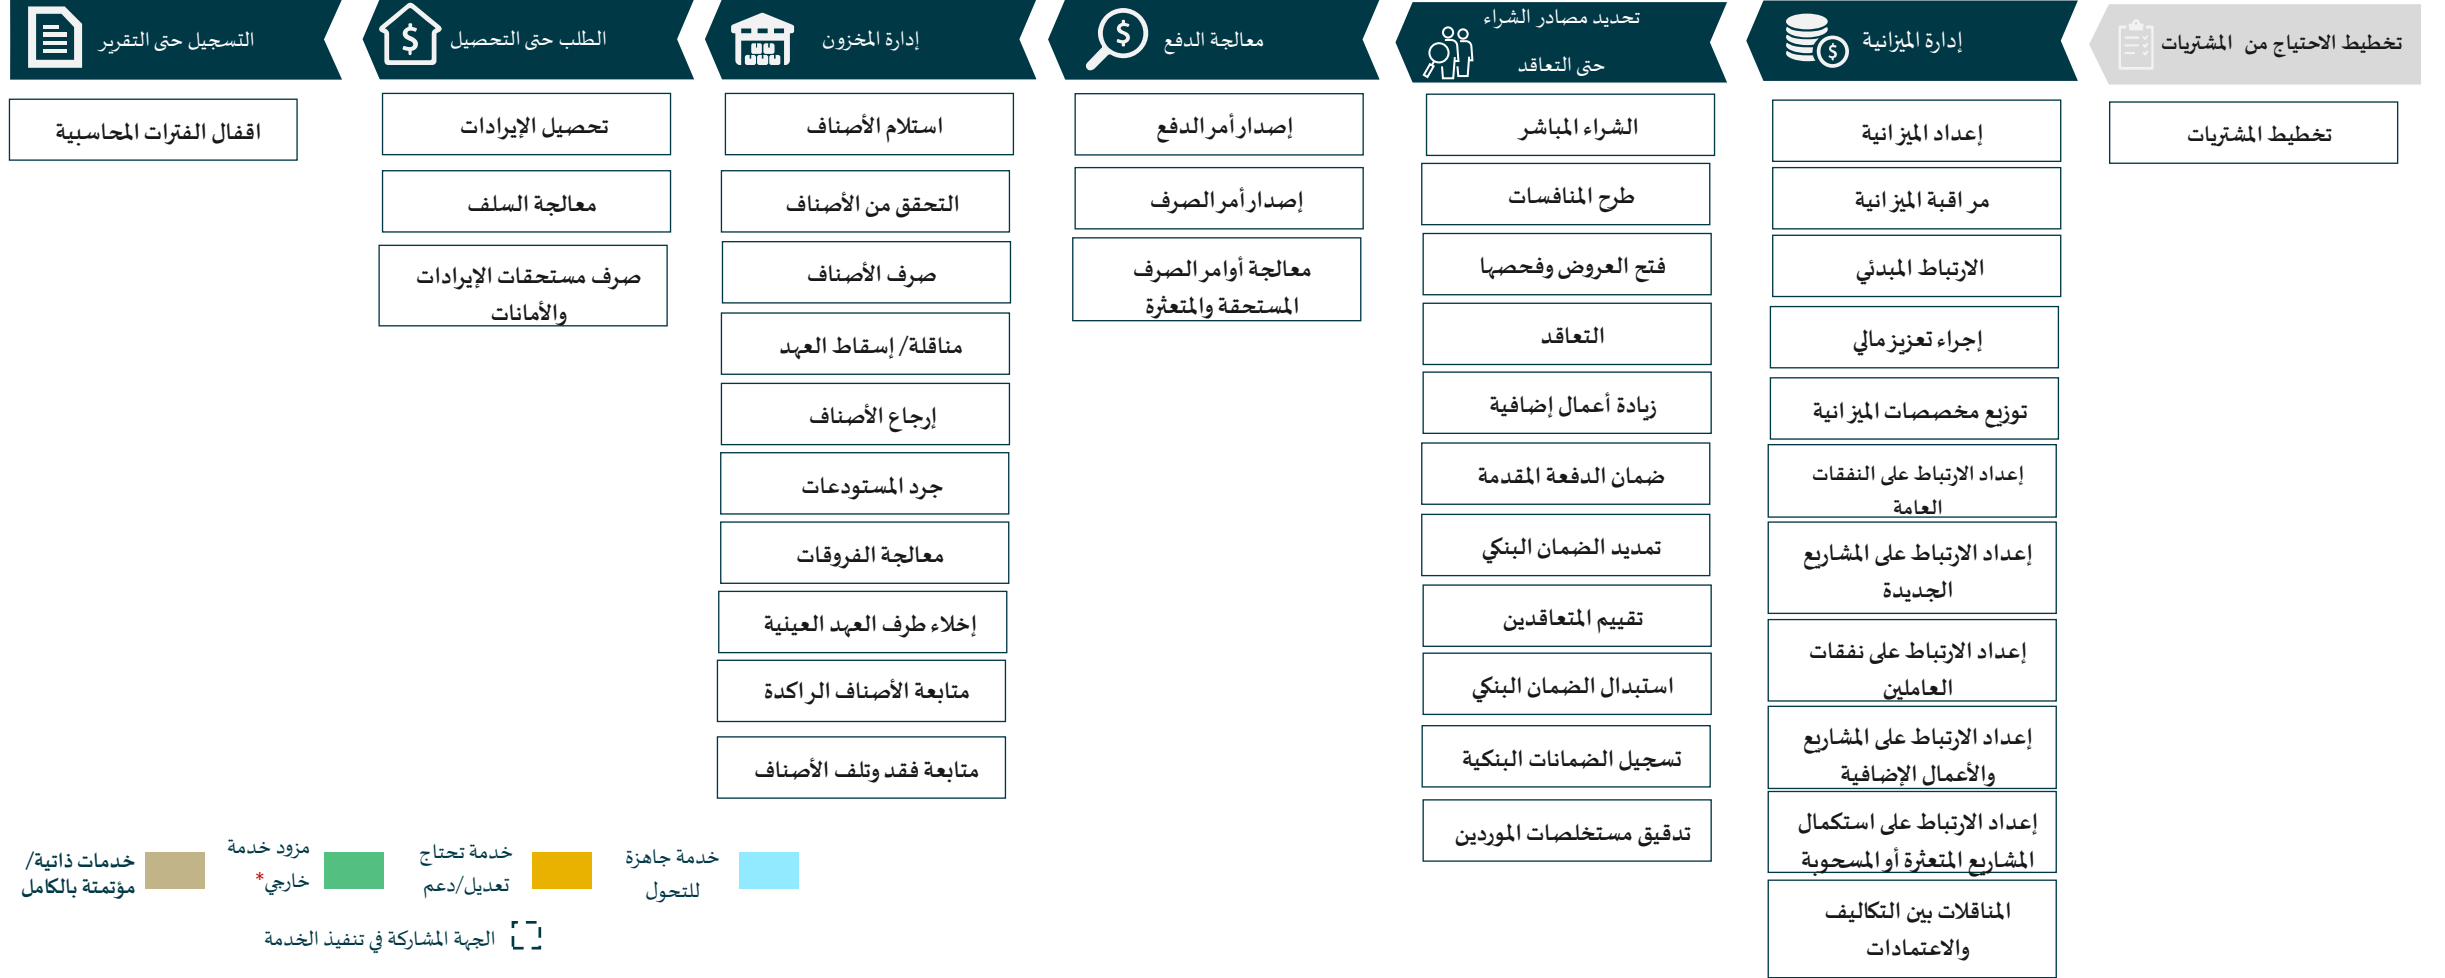 تخطيط الاحتياج من المشتريات
تخطيط المشتريات
إدارة الميزانية
إعداد الميزانية
مراقبة الميزانية
الارتباط المبدئي
إجراء تعزيز مالي
توزيع مخصصات الميزانية
إعداد الارتباط على النفقات
العامة
إعداد الارتباط على المشاريع
الجديدة
إعداد الارتباط على نفقات
العاملين
إعداد الارتباط على المشاريع
والأعمال الإضافية
إعداد الارتباط على استكمال
المشاريع المتعثرة أو المسحوبة
المناقلات بين التكاليف
والاعتمادات
تحديد مصادر الشراء
حتى التعاقد
الشراء المباشر
طرح المنافسات
فتح العروض وفحصها
التعاقد
زيادة أعمال إضافية
ضمان الدفعة المقدمة
تمديد الضمان البنكي
تقييم المتعاقدين
استبدال الضمان البنكي
تسجيل الضمانات البنكية
تدقيق مستخلصات الموردين
معالجة الدفع
إصدار أمر الدفع
إصدار أمر الصرف
معالجة أوامر الصرف
المستحقة والمتعثرة
إدارة المخزون
استلام الأصناف
التحقق من الأصناف
صرف الأصناف
مناقلة/ إسقاط العهد
إرجاع الأصناف
جرد المستودعات
معالجة الفروقات
إخلاء طرف العهد العينية
متابعة الأصناف الراكدة
متابعة فقد وتلف الأصناف
الطلب حتى التحصيل
تحصيل الإيرادات
معالجة السلف
صرف مستحقات الإيرادات
والأمانات
التسجيل حتى التقرير
اقفال الفترات المحاسبية
خدمة جاهزة
للتحول
خدمة تحتاج
تعديل/دعم
مزود خدمة
خارجي*
خدمات ذاتية/
مؤتمتة بالكامل
الجهة المشاركة في تنفيذ الخدمة